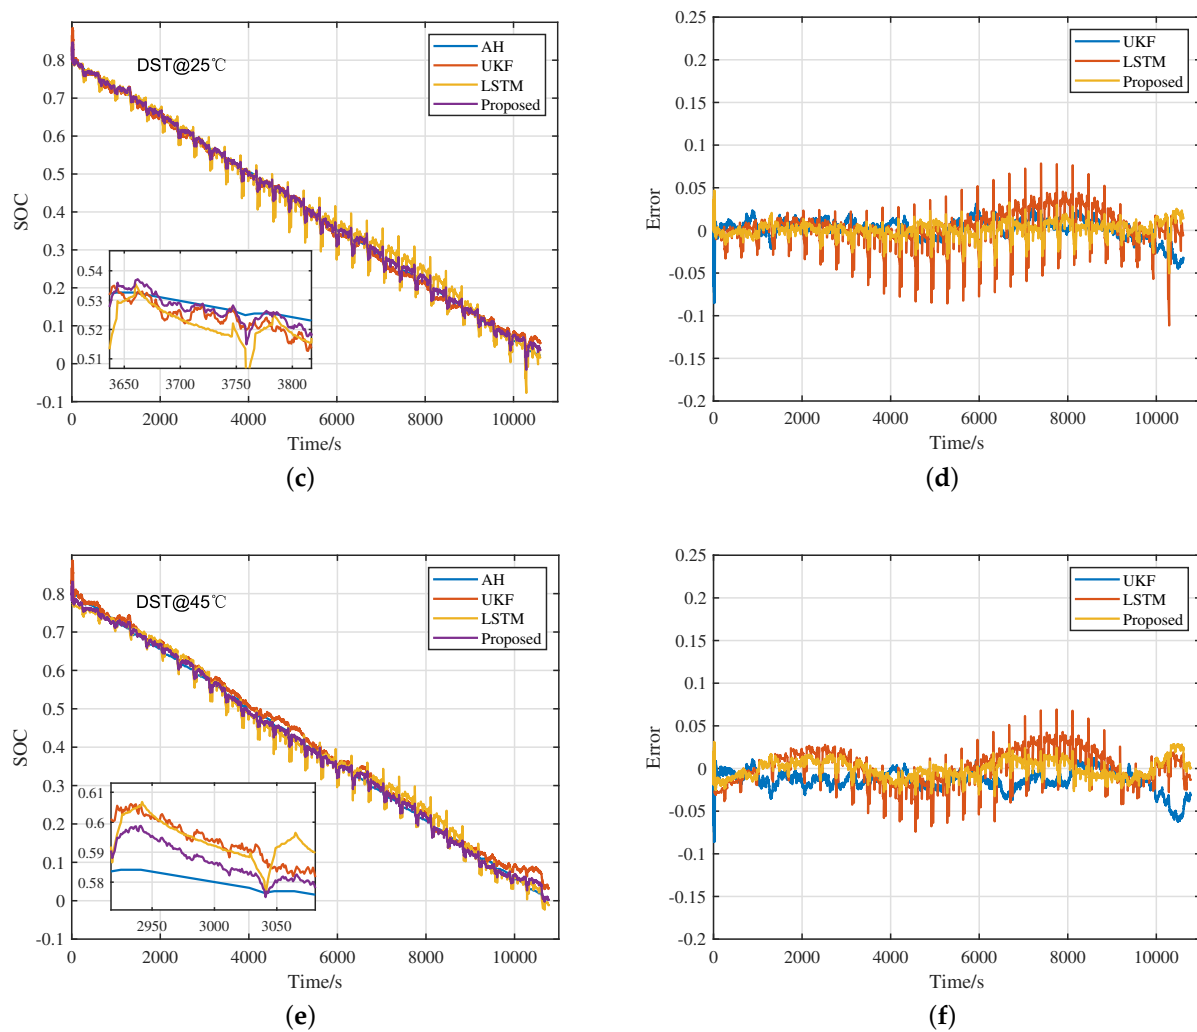 0.8
0.7
0.6
0.5
0.4
0.3
0.2
0.1
0
-0.1
SOC
DST@25℃
AH
UKF
LSTM
Proposed
0.54
0.53
0.52
0.51
3650 3700 3750 3800
0 2000 4000 6000 8000 10000
Time/s
(c)
0.25
0.2
0.15
0.1
0.05
0
-0.05
-0.1
-0.15
-0.2
Error
UKF
LSTM
Proposed
0 2000 4000 6000 8000 10000
Time/s
(d)
0.8
0.7
0.6
0.5
0.4
0.3
0.2
0.1
0
-0.1
SOC
DST@45℃
AH
UKF
LSTM
Proposed
0.61
0.6
0.59
0.58
2950 3000 3050
0 2000 4000 6000 8000 10000
Time/s
(e)
0.25
0.2
0.15
0.1
0.05
0
-0.05
-0.1
-0.15
-0.2
Error
UKF
LSTM
Proposed
0 2000 4000 6000 8000 10000
Time/s
(f)